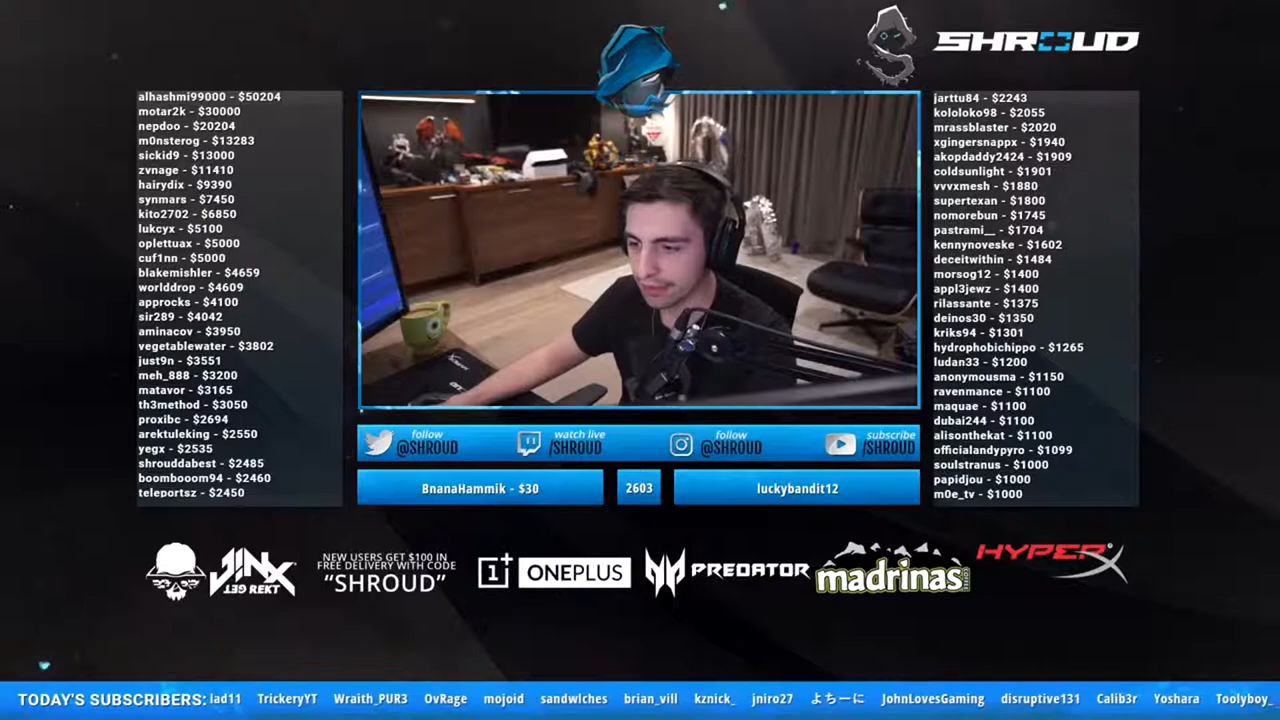 SHROUD
alhashmi99000 - $50204
motar2k - $30000
nepdoo - $20204
m0nsterog - $13283
sickid9 - $13000
zvnage - $11410
hairydix - $9390
synmars - $7450
kito2702 - $6850
lukcyx - $5100
oplettuax - $5000
cuf1nn - $5000
blakemishler - $4659
worlddrop - $4609
approcks - $4100
sir289 - $4042
aminacov - $3950
vegetablewater - $3802
just9n - $3551
meh_888 - $3200
matavor - $3165
th3method - $3050
proxibc - $2694
arektuleking - $2550
yegx - $2535
shrouddabest - $2485
boombooom94 - $2460
teleportsz - $2450
jarttu84 - $2243
kololoko98 - $2055
mrassblaster - $2020
xgingersnappx - $1940
akopdaddy2424 - $1909
coldsunlight - $1901
vvvxmesh - $1880
supertexan - $1800
nomorebun - $1745
pastrami__ - $1704
kennynoveske - $1602
deceitwithin - $1484
morsog12 - $1400
appl3jewz - $1400
rilassante - $1375
deinos30 - $1350
kriks94 - $1301
hydrophobichippo - $1265
ludan33 - $1200
anonymousma - $1150
ravenmance - $1100
maquae - $1100
dubai244 - $1100
alisonthekat - $1100
officialandypyro - $1099
soulstranus - $1000
papidjou - $1000
m0e_tv - $1000
follow
@SHROUD
watch live
/SHROUD
follow
@SHROUD
subscribe
/SHROUD
BnanaHammik - $30
2603
luckybandit12
JINX
GET REKT
NEW USERS GET $100 IN
FREE DELIVERY WITH CODE
"SHROUD"
1+ ONEPLUS
PREDATOR
madrinas
HYPERX
TODAY'S SUBSCRIBERS: lad11 TrickeryYT Wraith_PUR3 OvRage mojoid sandwlches brian_vill kznick_ jniro27 よちーに JohnLovesGaming disruptive131 Calib3r Yoshara Toolyboy_